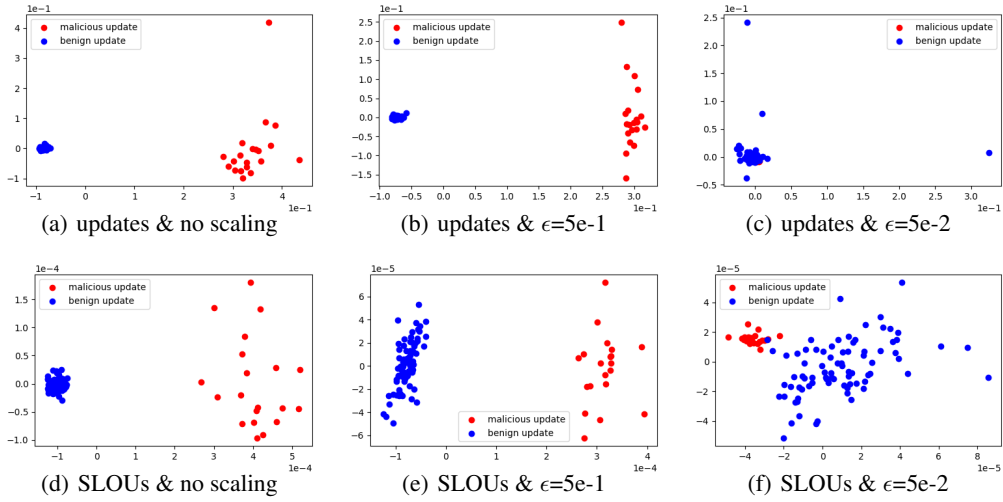 1e−1
malicious update
benign update
4
3
2
1
0
−1
−1
0
1
2
3
4
1e−1
(a) updates & no scaling
1e−1
malicious update
benign update
2.5
2.0
1.5
1.0
0.5
0.0
−0.5
−1.0
−1.5
−1.0
−0.5
0.0
0.5
1.0
1.5
2.0
2.5
3.0
1e−1
(b) updates & ϵ=5e-1
1e−1
malicious update
benign update
2.5
2.0
1.5
1.0
0.5
0.0
−0.5
0.0
0.5
1.0
1.5
2.0
2.5
3.0
1e−1
(c) updates & ϵ=5e-2
1e−4
malicious update
benign update
1.5
1.0
0.5
0.0
−0.5
−1.0
−1
0
1
2
3
4
5
1e−4
(d) SLOUs & no scaling
1e−5
6
4
2
0
−2
−4
−6
malicious update
benign update
−1
0
1
2
3
4
1e−4
(e) SLOUs & ϵ=5e-1
1e−5
malicious update
benign update
4
2
0
−2
−4
−4
−2
0
2
4
6
8
1e−5
(f) SLOUs & ϵ=5e-2